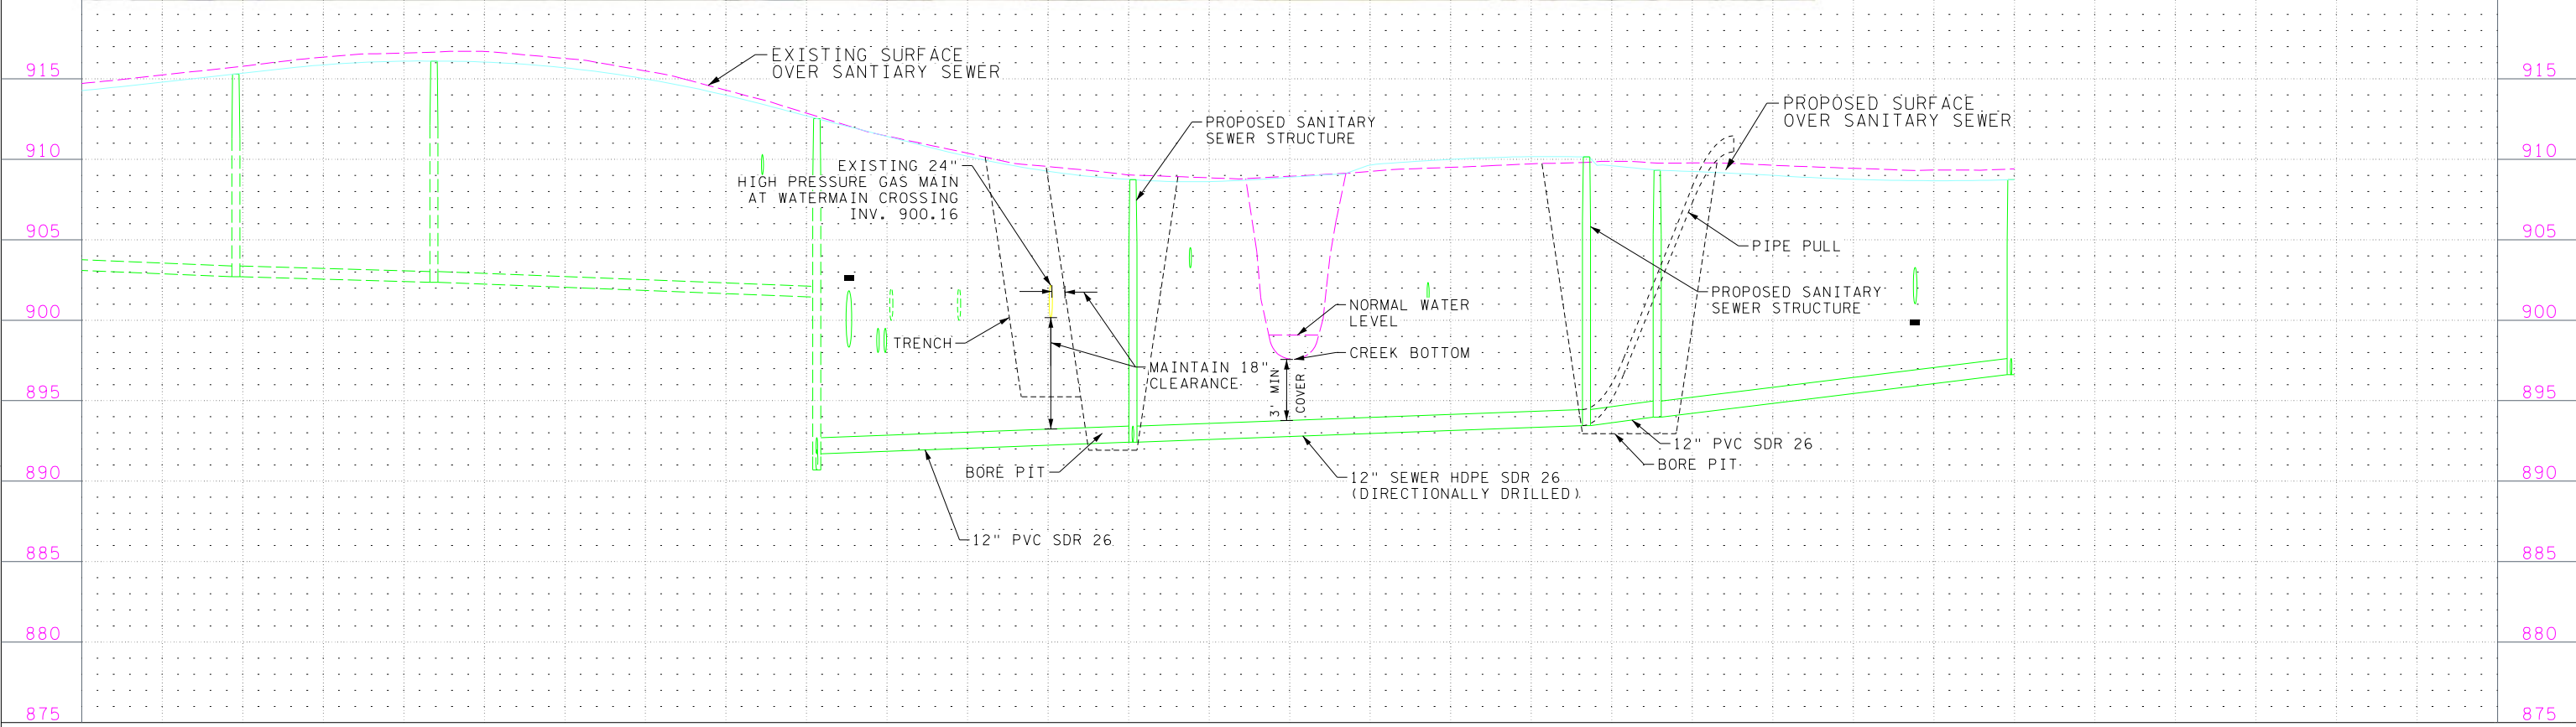 EXISTING SURFACE
OVER SANTIARY SEWER
915
915
PROPOSED SURFACE
OVER SANITARY SEWER
PROPOSED SANITARY
SEWER STRUCTURE
910
910
EXISTING 24"
HIGH PRESSURE GAS MAIN
AT WATERMAIN CROSSING
INV. 900.16
905
905
PIPE PULL
PROPOSED SANITARY
SEWER STRUCTURE
NORMAL WATER
LEVEL
900
900
TRENCH
CREEK BOTTOM
MAINTAIN 18"
CLEARANCE
3' MIN
COVER
895
895
12" PVC SDR 26
BORE PIT
BORE PIT
890
890
12" SEWER HDPE SDR 26
(DIRECTIONALLY DRILLED)
12" PVC SDR 26
885
885
880
880
875
875